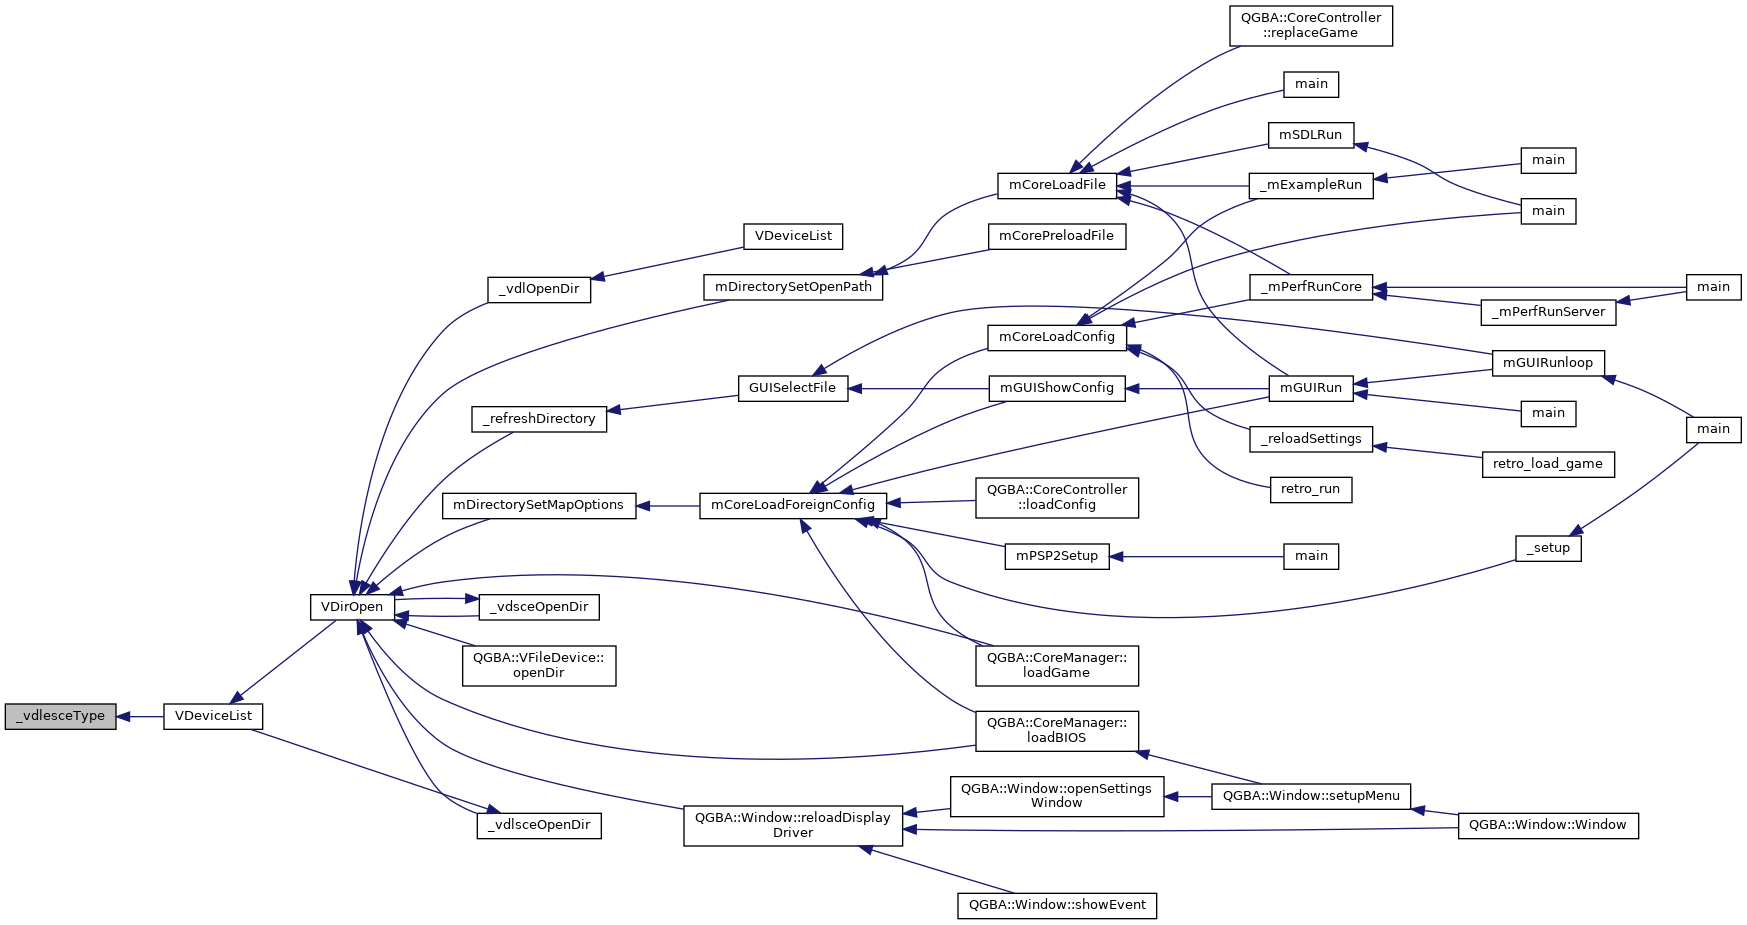 QGBA::CoreController
::replaceGame
main
mSDLRun
main
mCoreLoadFile
_mExampleRun
main
VDeviceList
mCorePreloadFile
_vdlOpenDir
mDirectorySetOpenPath
_mPerfRunCore
main
_mPerfRunServer
mCoreLoadConfig
mGUIRunloop
GUISelectFile
mGUIShowConfig
mGUIRun
_refreshDirectory
main
main
_reloadSettings
retro_load_game
mDirectorySetMapOptions
mCoreLoadForeignConfig
QGBA::CoreController
::loadConfig
retro_run
mPSP2Setup
main
_setup
VDirOpen
_vdsceOpenDir
QGBA::VFileDevice::
openDir
QGBA::CoreManager::
loadGame
_vdlesceType
VDeviceList
QGBA::CoreManager::
loadBIOS
QGBA::Window::openSettings
Window
QGBA::Window::setupMenu
_vdlsceOpenDir
QGBA::Window::reloadDisplay
Driver
QGBA::Window::Window
QGBA::Window::showEvent